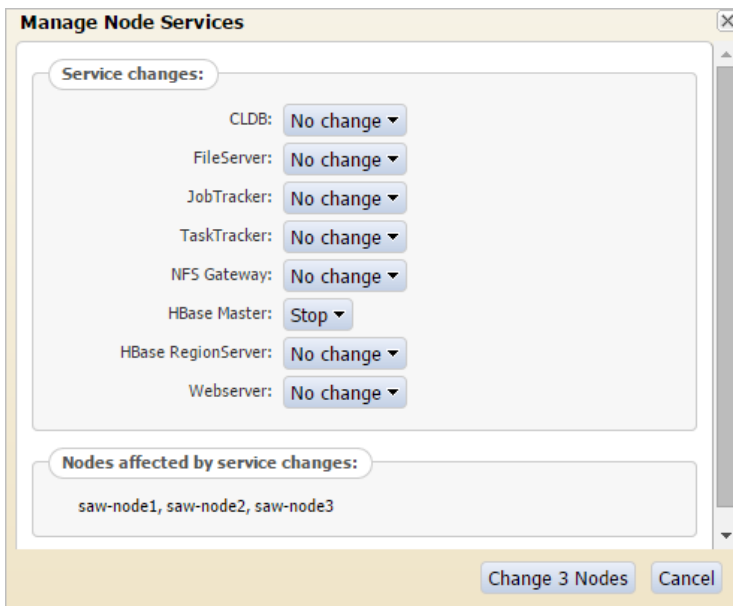 Manage Node Services
Service changes:
CLDB: No change
FileServer: No change
JobTracker: No change
TaskTracker: No change
NFS Gateway: No change
HBase Master: Stop
HBase RegionServer: No change
Webserver: No change
Nodes affected by service changes:
saw-node1, saw-node2, saw-node3
Change 3 Nodes Cancel